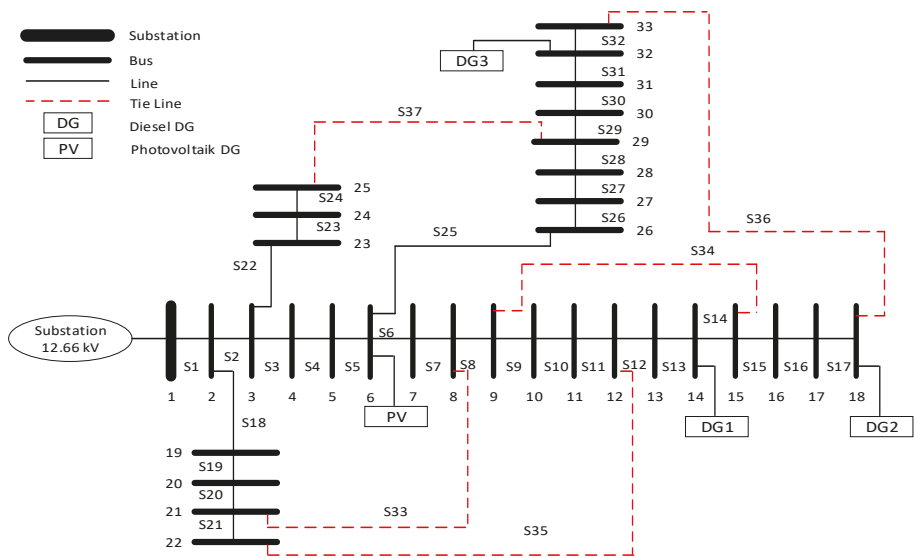 Substation
Bus
Line
Tie Line
DG
Diesel DG
PV
Photovoltaik DG
33
S32
DG3
32
S31
31
S30
30
S37
S29
29
S28
28
S27
27
S26
26
25
S24
24
S23
23
S25
S36
S22
S34
Substation
12.66 kV
S1
S2
S3
S4
S5
S6
S7
S8
S9
S10
S11
S12
S13
S14
S15
S16
S17
1
2
3
4
5
6
7
8
9
10
11
12
13
14
15
16
17
18
PV
DG1
DG2
S18
19
S19
20
S20
21
S21
22
S33
S35